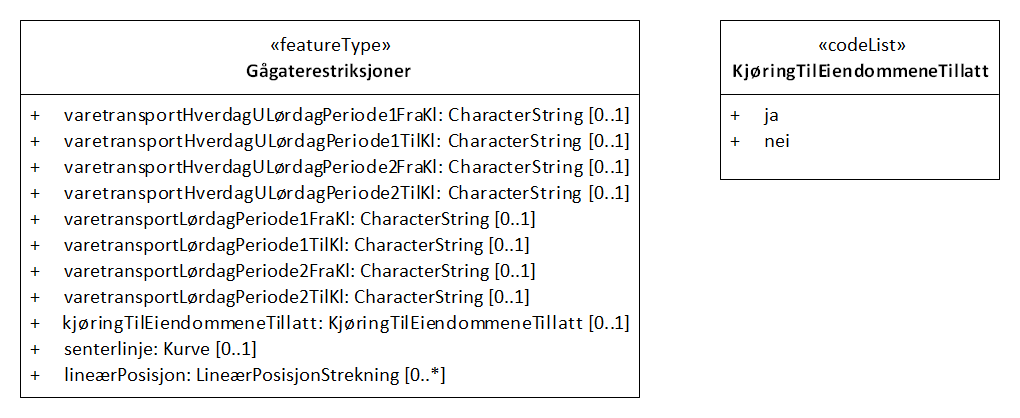 «featureType»
Gågaterestriksjoner
+ varetransportHverdagULørdagPeriode1FraKl: CharacterString [0..1]
+ varetransportHverdagULørdagPeriode1TilKl: CharacterString [0..1]
+ varetransportHverdagULørdagPeriode2FraKl: CharacterString [0..1]
+ varetransportHverdagULørdagPeriode2TilKl: CharacterString [0..1]
+ varetransportLørdagPeriode1FraKl: CharacterString [0..1]
+ varetransportLørdagPeriode1TilKl: CharacterString [0..1]
+ varetransportLørdagPeriode2FraKl: CharacterString [0..1]
+ varetransportLørdagPeriode2TilKl: CharacterString [0..1]
+ kjøringTilEiendommeneTillatt: KjøringTilEiendommeneTillatt [0..1]
+ senterlinje: Kurve [0..1]
+ lineærPosisjon: LineærPosisjonStrekning [0..*]
«codeList»
KjøringTilEiendommeneTillatt
+ ja
+ nei